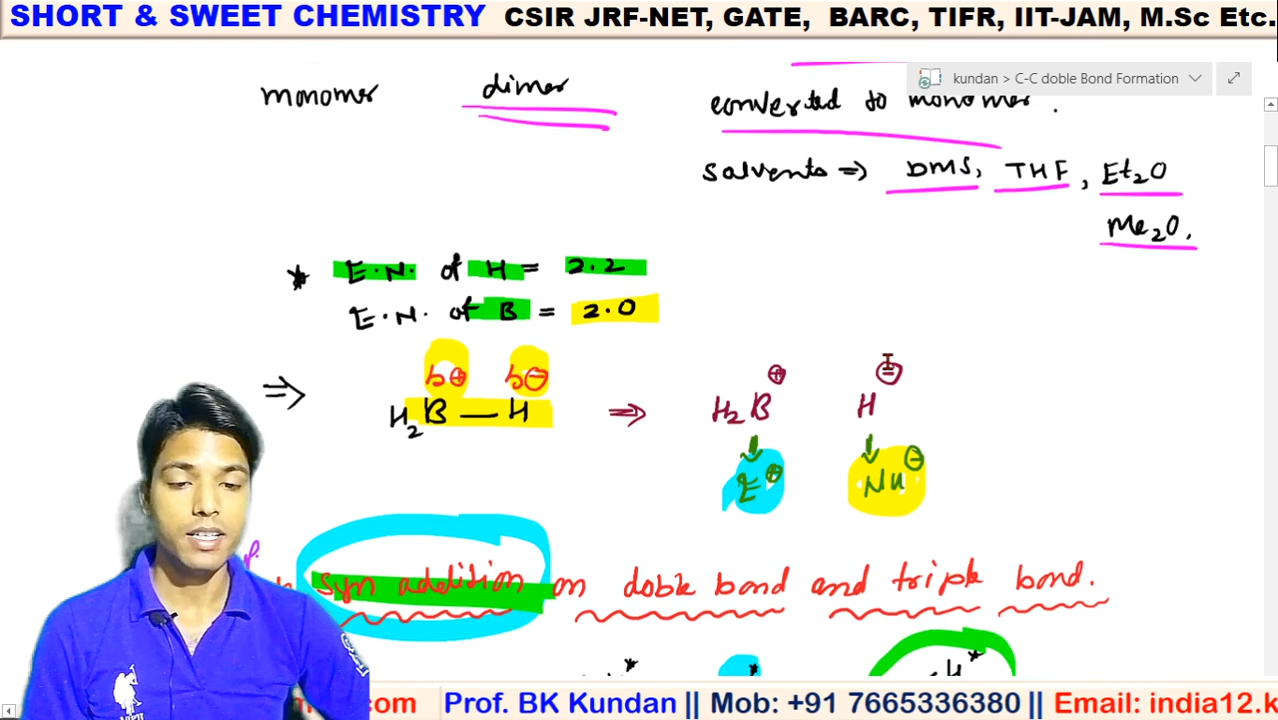 SHORT & SWEET CHEMISTRY CSIR JRF-NET, GATE, BARC, TIFR, IIT-JAM, M.Sc Etc.
kundan > C-C doble Bond Formation
monomer dimer converted to monomer.
solvents ⇒ DMS, THF, Et₂O
Me₂O.
* E.N. of H = 2.2
E.N. of B = 2.0
δ⊕ δ⊖ ⊕ ⊖
⇒ H₂B — H ⇒ H₂B H
↓ ↓
E⊕ Nu⊖
syn addition on doble bond and triple bond.
H*
.com Prof. BK Kundan || Mob: +91 7665336380 || Email: india12.k